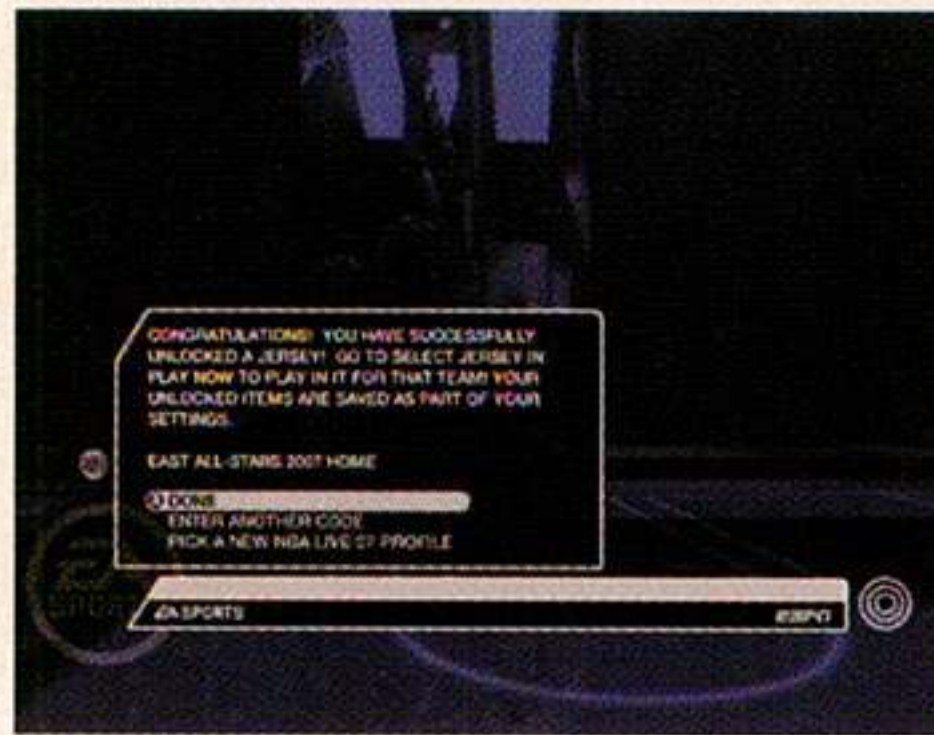 CONGRATULATIONS! YOU HAVE SUCCESSFULLY
UNLOCKED A JERSEY! GO TO SELECT JERSEY IN
PLAY NOW TO PLAY IN IT FOR THAT TEAM! YOUR
UNLOCKED ITEMS ARE SAVED AS PART OF YOUR
SETTINGS.
EAST ALL-STARS 2007 HOME
DONE
ENTER ANOTHER CODE
PICK A NEW NBA LIVE 07 PROFILE
EA SPORTS
ESPN